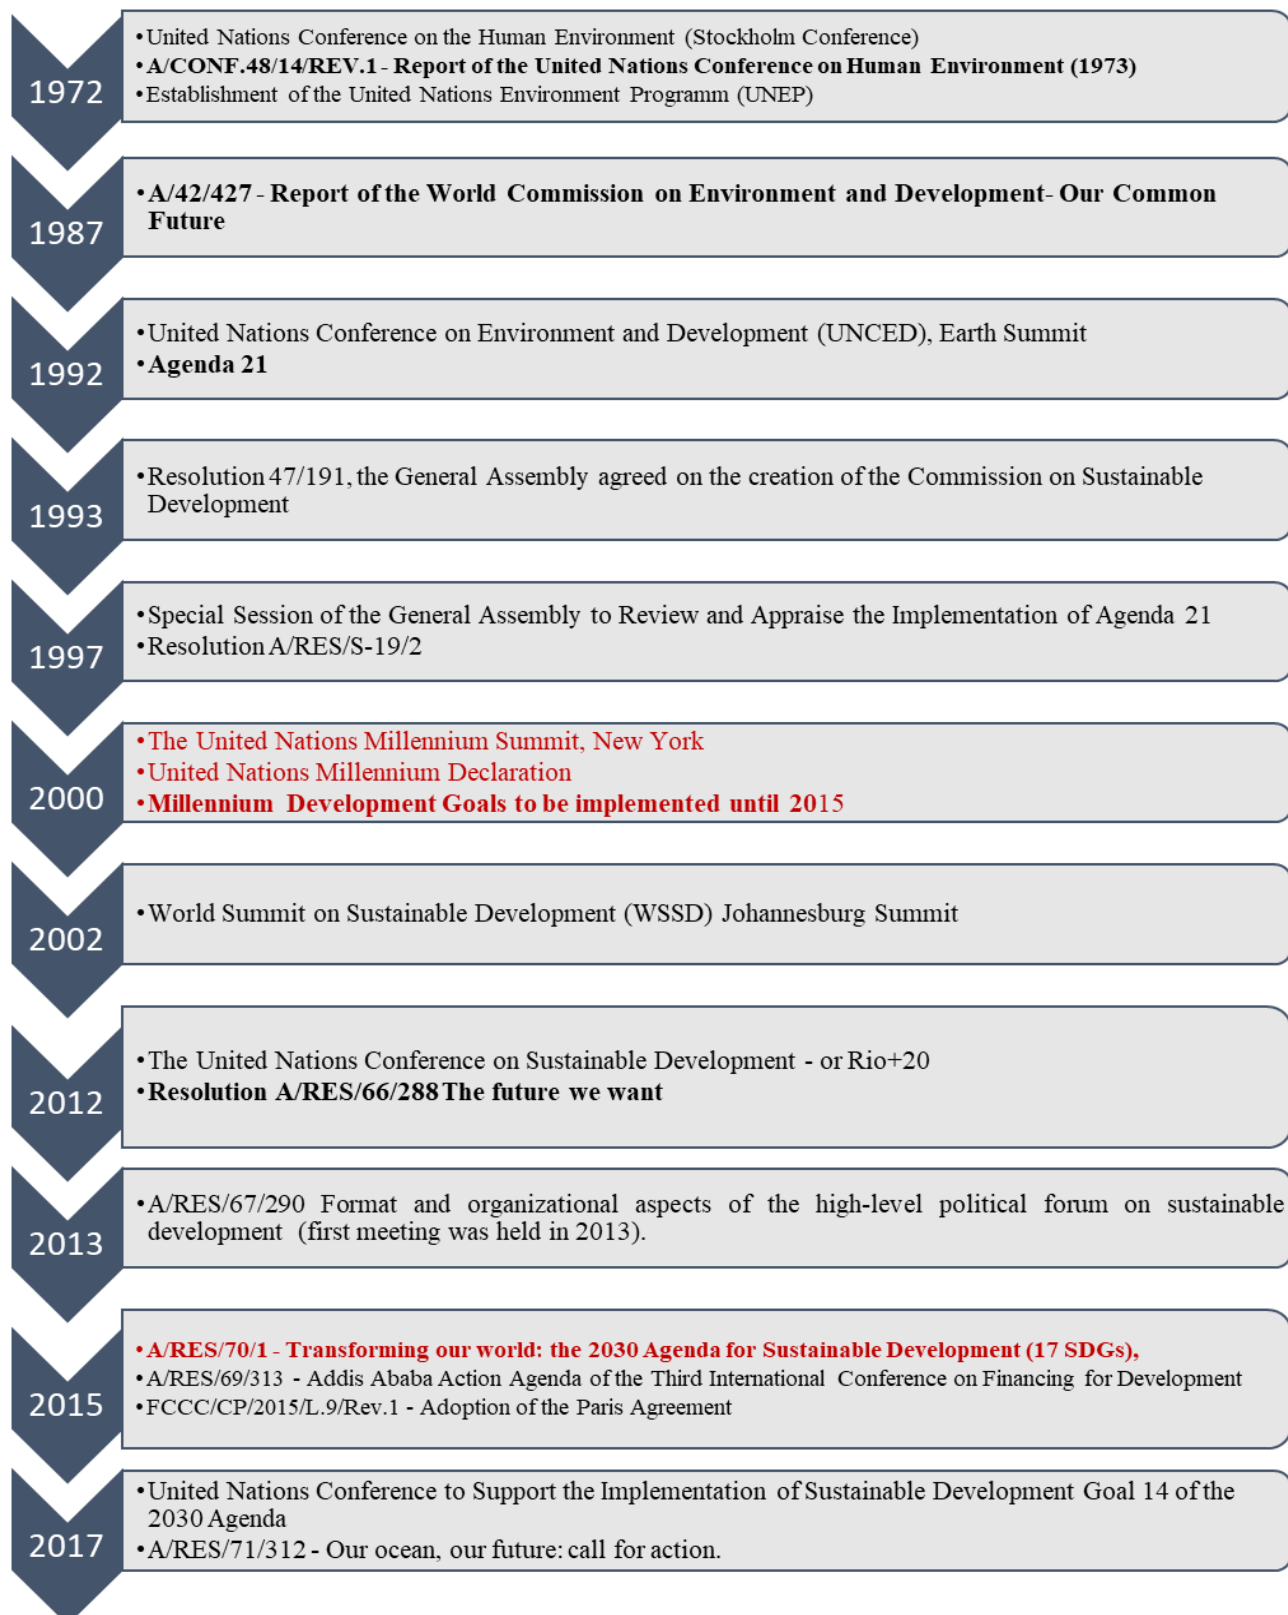 1972
•United Nations Conference on the Human Environment (Stockholm Conference)
•A/CONF.48/14/REV.1 - Report of the United Nations Conference on Human Environment (1973)
•Establishment of the United Nations Environment Programm (UNEP)
1987
•A/42/427 - Report of the World Commission on Environment and Development- Our Common
Future
1992
•United Nations Conference on Environment and Development (UNCED), Earth Summit
•Agenda 21
1993
•Resolution 47/191, the General Assembly agreed on the creation of the Commission on Sustainable
Development
1997
•Special Session of the General Assembly to Review and Appraise the Implementation of Agenda 21
•Resolution A/RES/S-19/2
2000
•The United Nations Millennium Summit, New York
•United Nations Millennium Declaration
•Millennium Development Goals to be implemented until 2015
2002
•World Summit on Sustainable Development (WSSD) Johannesburg Summit
2012
•The United Nations Conference on Sustainable Development - or Rio+20
•Resolution A/RES/66/288 The future we want
2013
•A/RES/67/290 Format and organizational aspects of the high-level political forum on sustainable
development (first meeting was held in 2013).
2015
•A/RES/70/1 - Transforming our world: the 2030 Agenda for Sustainable Development (17 SDGs),
•A/RES/69/313 - Addis Ababa Action Agenda of the Third International Conference on Financing for Development
•FCCC/CP/2015/L.9/Rev.1 - Adoption of the Paris Agreement
2017
•United Nations Conference to Support the Implementation of Sustainable Development Goal 14 of the
2030 Agenda
•A/RES/71/312 - Our ocean, our future: call for action.